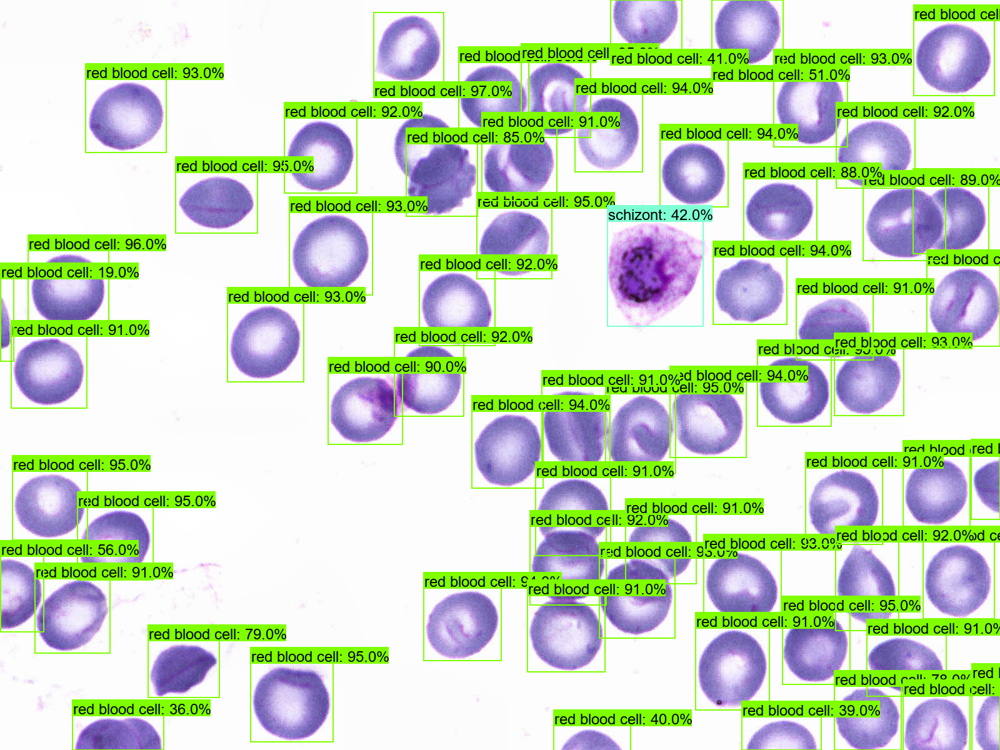 red blood cell
red blood cell: 93.0%
red blood cell: 97.0%
red blood
red blood cell
red blood cell: 41.0%
red blood cell: 93.0%
red blood cell: 51.0%
red blood cell: 94.0%
red blood cell: 92.0%
red blood cell: 91.0%
red blood cell: 92.0%
red blood cell: 85.0%
red blood cell: 94.0%
red blood cell: 95.0%
red blood cell: 88.0%
red blood cell: 89.0%
red blood cell: 93.0%
red blood cell: 95.0%
schizont: 42.0%
red blood cell: 96.0%
red blood cell: 94.0%
red blood c
red blood cell: 92.0%
red blood cell: 19.0%
red blood cell: 91.0%
red blood cell: 93.0%
red blood cell: 91.0%
red blood cell: 92.0%
red blood cell: 93.0%
red blood cell: 95.0%
red blood cell: 90.0%
red blood cell: 91.0%
red blood cell: 94.0%
red blood cell: 95.0%
red blood cell: 94.0%
red blood
red b
red blood cell: 95.0%
red blood cell: 91.0%
red blood cell: 91.0%
red blood cell: 95.0%
red blood cell: 91.0%
red blood cell: 92.0%
red blood cell: 92.0%
red blood cell: 93.0%
red blood cell: 56.0%
red blood cell: 93.0%
red blood cell: 91.0%
red blood cell: 94.0%
red blood cell: 91.0%
red blood cell: 95.0%
red blood cell: 91.0%
red blood cell: 91.0%
red blood cell: 79.0%
red blood cell: 95.0%
red blood cell: 78.0%
red b
red blood cell:
red blood cell: 36.0%
red blood cell: 39.0%
red blood cell: 40.0%